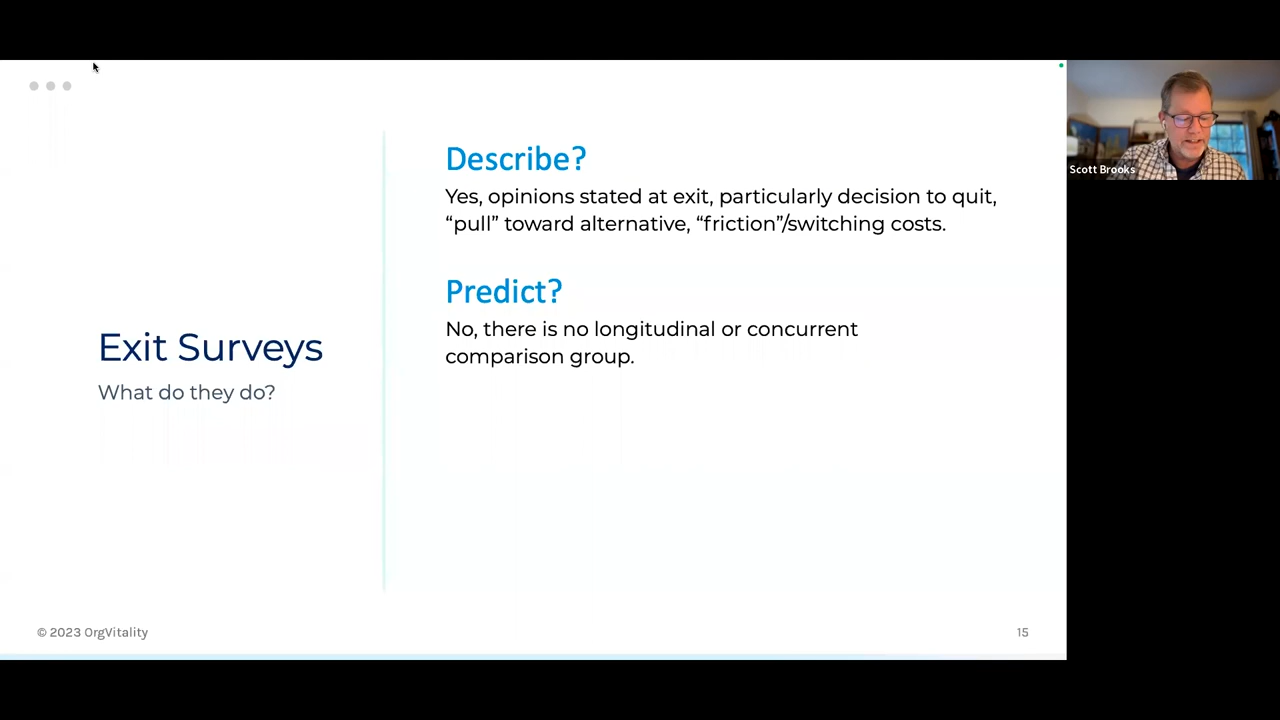 Exit Surveys
What do they do?
Describe?
Yes, opinions stated at exit, particularly decision to quit,
“pull” toward alternative, “friction”/switching costs.
Predict?
No, there is no longitudinal or concurrent
comparison group.
© 2023 OrgVitality
15
Scott Brooks